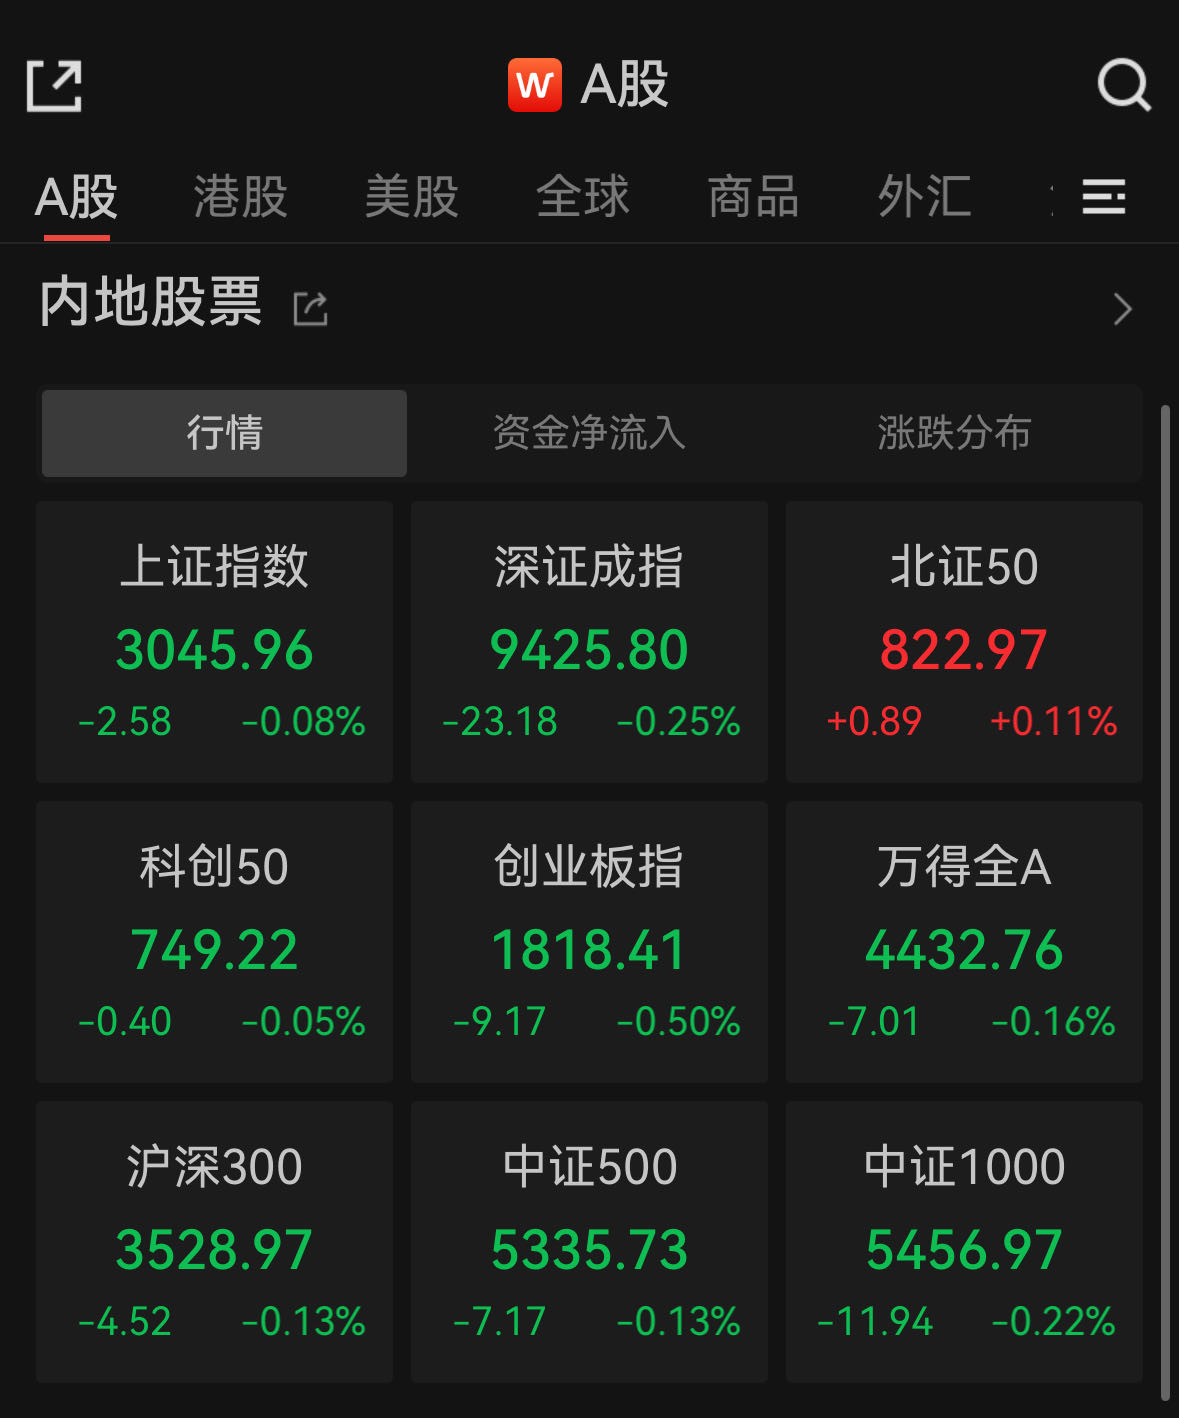 W A股
A股 港股 美股 全球 商品 外汇
内地股票
行情 资金净流入 涨跌分布
上证指数 深证成指 北证50
3045.96 9425.80 822.97
-2.58 -0.08% -23.18 -0.25% +0.89 +0.11%
科创50 创业板指 万得全A
749.22 1818.41 4432.76
-0.40 -0.05% -9.17 -0.50% -7.01 -0.16%
沪深300 中证500 中证1000
3528.97 5335.73 5456.97
-4.52 -0.13% -7.17 -0.13% -11.94 -0.22%